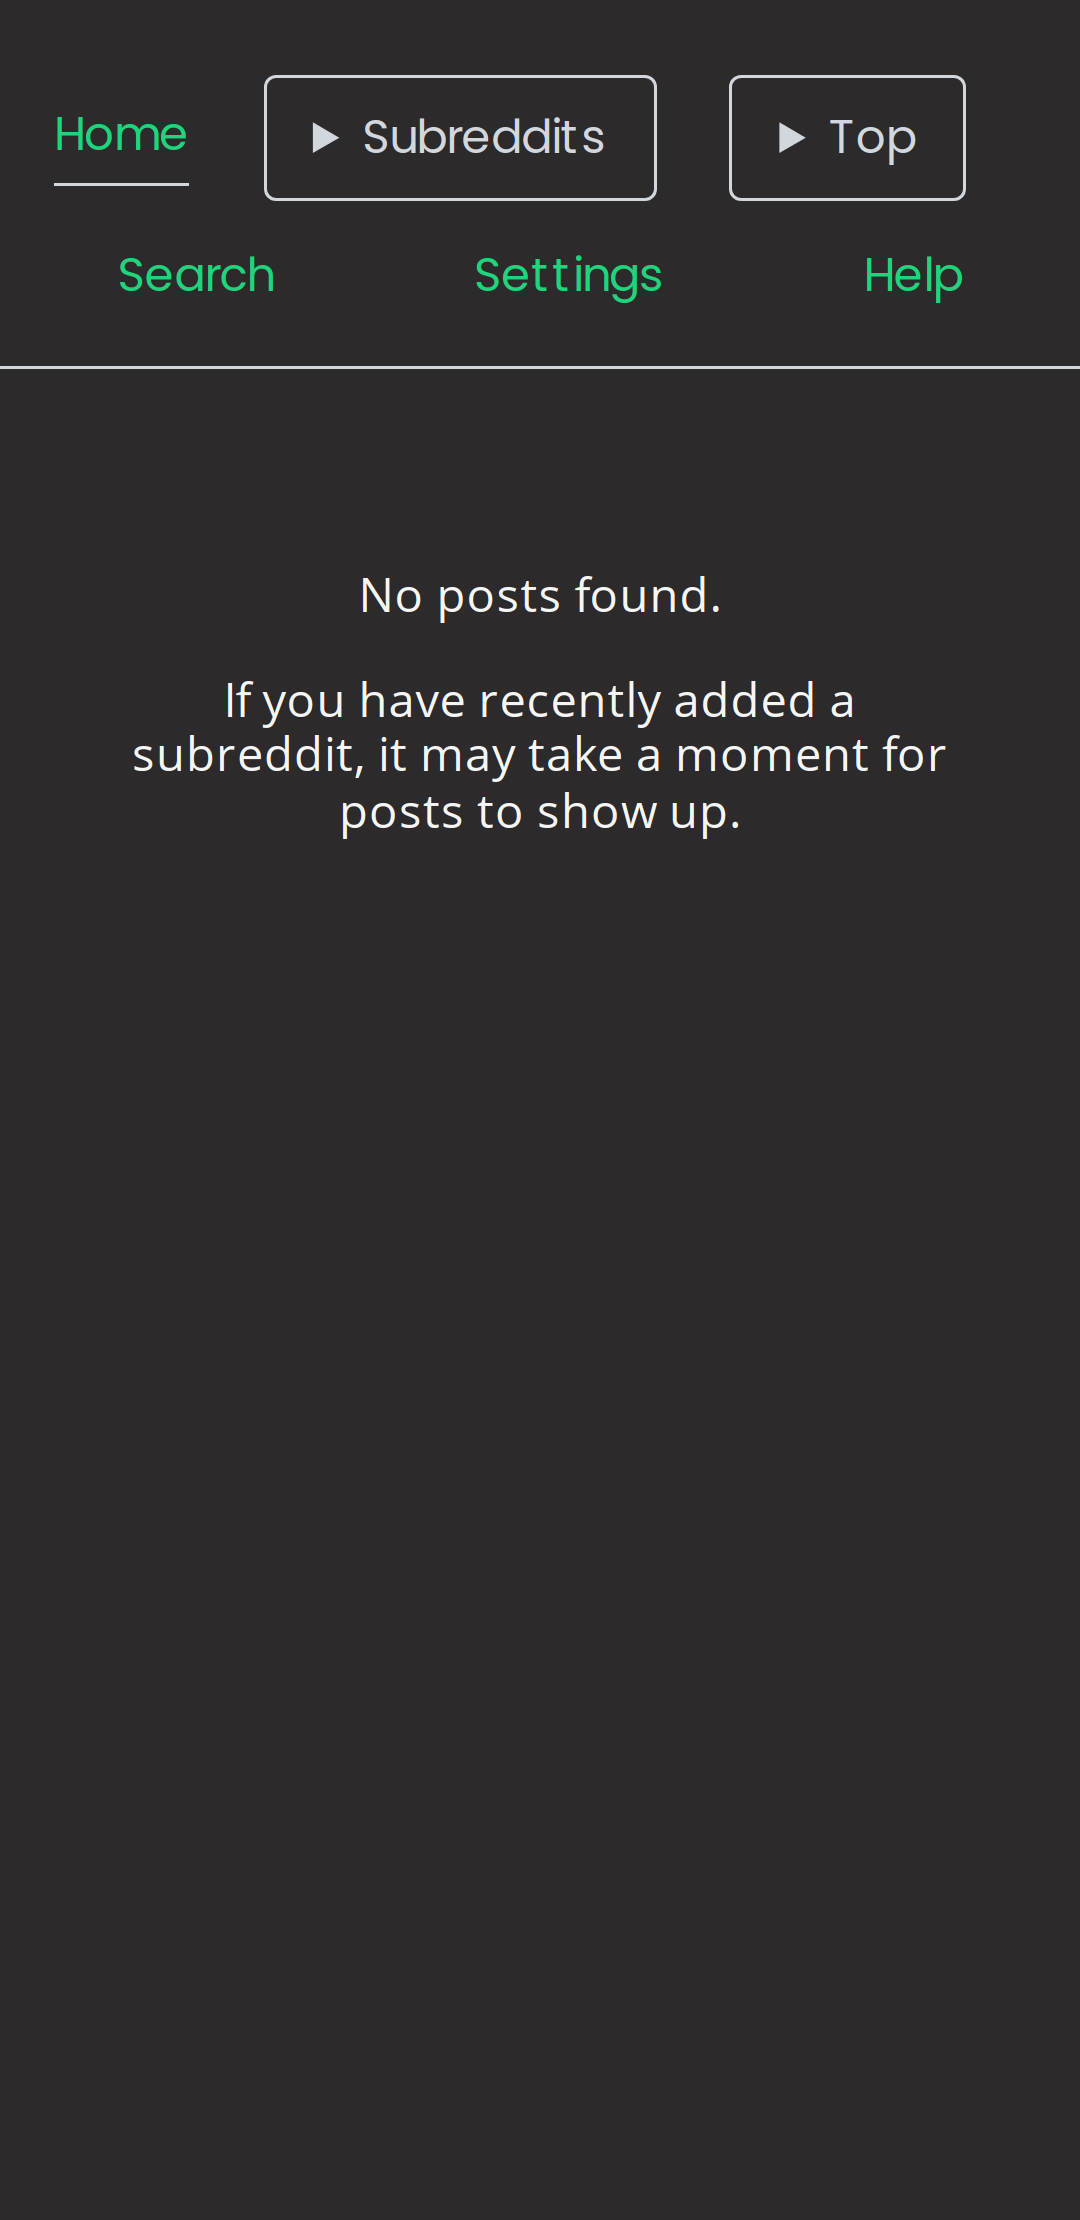 Home
▶ Subreddits
▶ Top
Search
Settings
Help
No posts found.
If you have recently added a
subreddit, it may take a moment for
posts to show up.